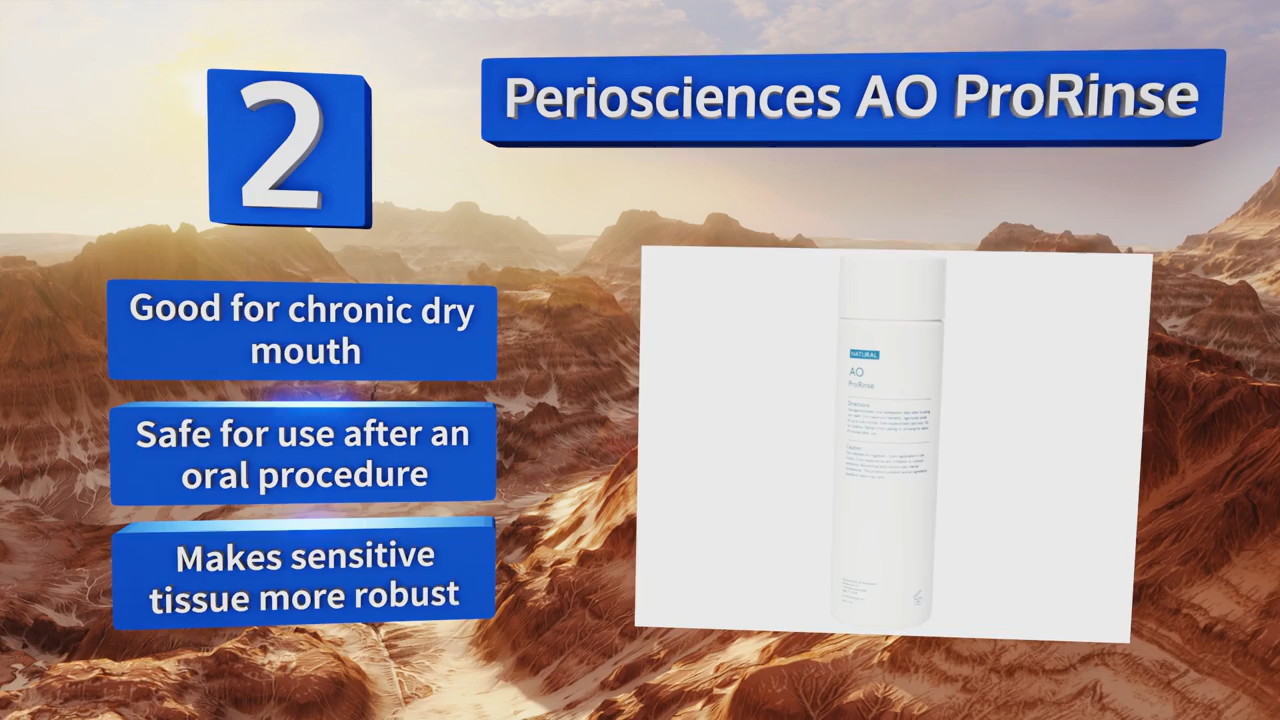 2
Periosciences AO ProRinse
Good for chronic dry
mouth
Safe for use after an
oral procedure
Makes sensitive
tissue more robust
NATURAL
AO
ProRinse
Directions